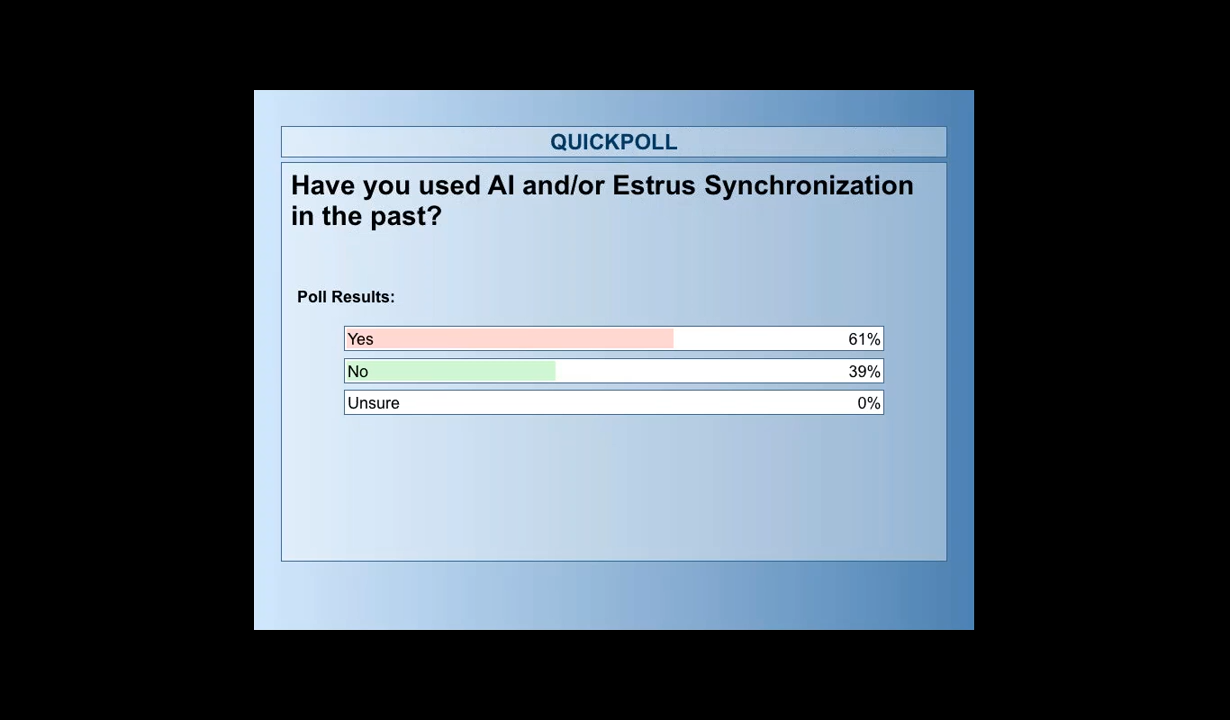 QUICKPOLL
Have you used AI and/or Estrus Synchronization
in the past?
Poll Results:
Yes 61%
No 39%
Unsure 0%